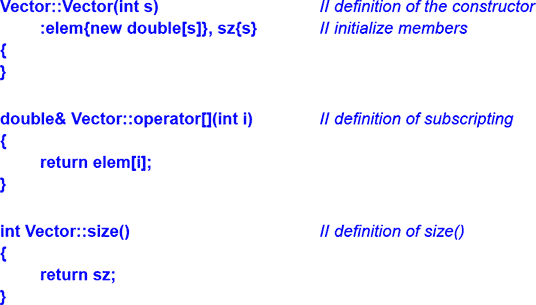 Vector::Vector(int s) // definition of the constructor
:elem{new double[s]}, sz{s} // initialize members
{
}
double& Vector::operator[](int i) // definition of subscripting
{
return elem[i];
}
int Vector::size() // definition of size()
{
return sz;
}